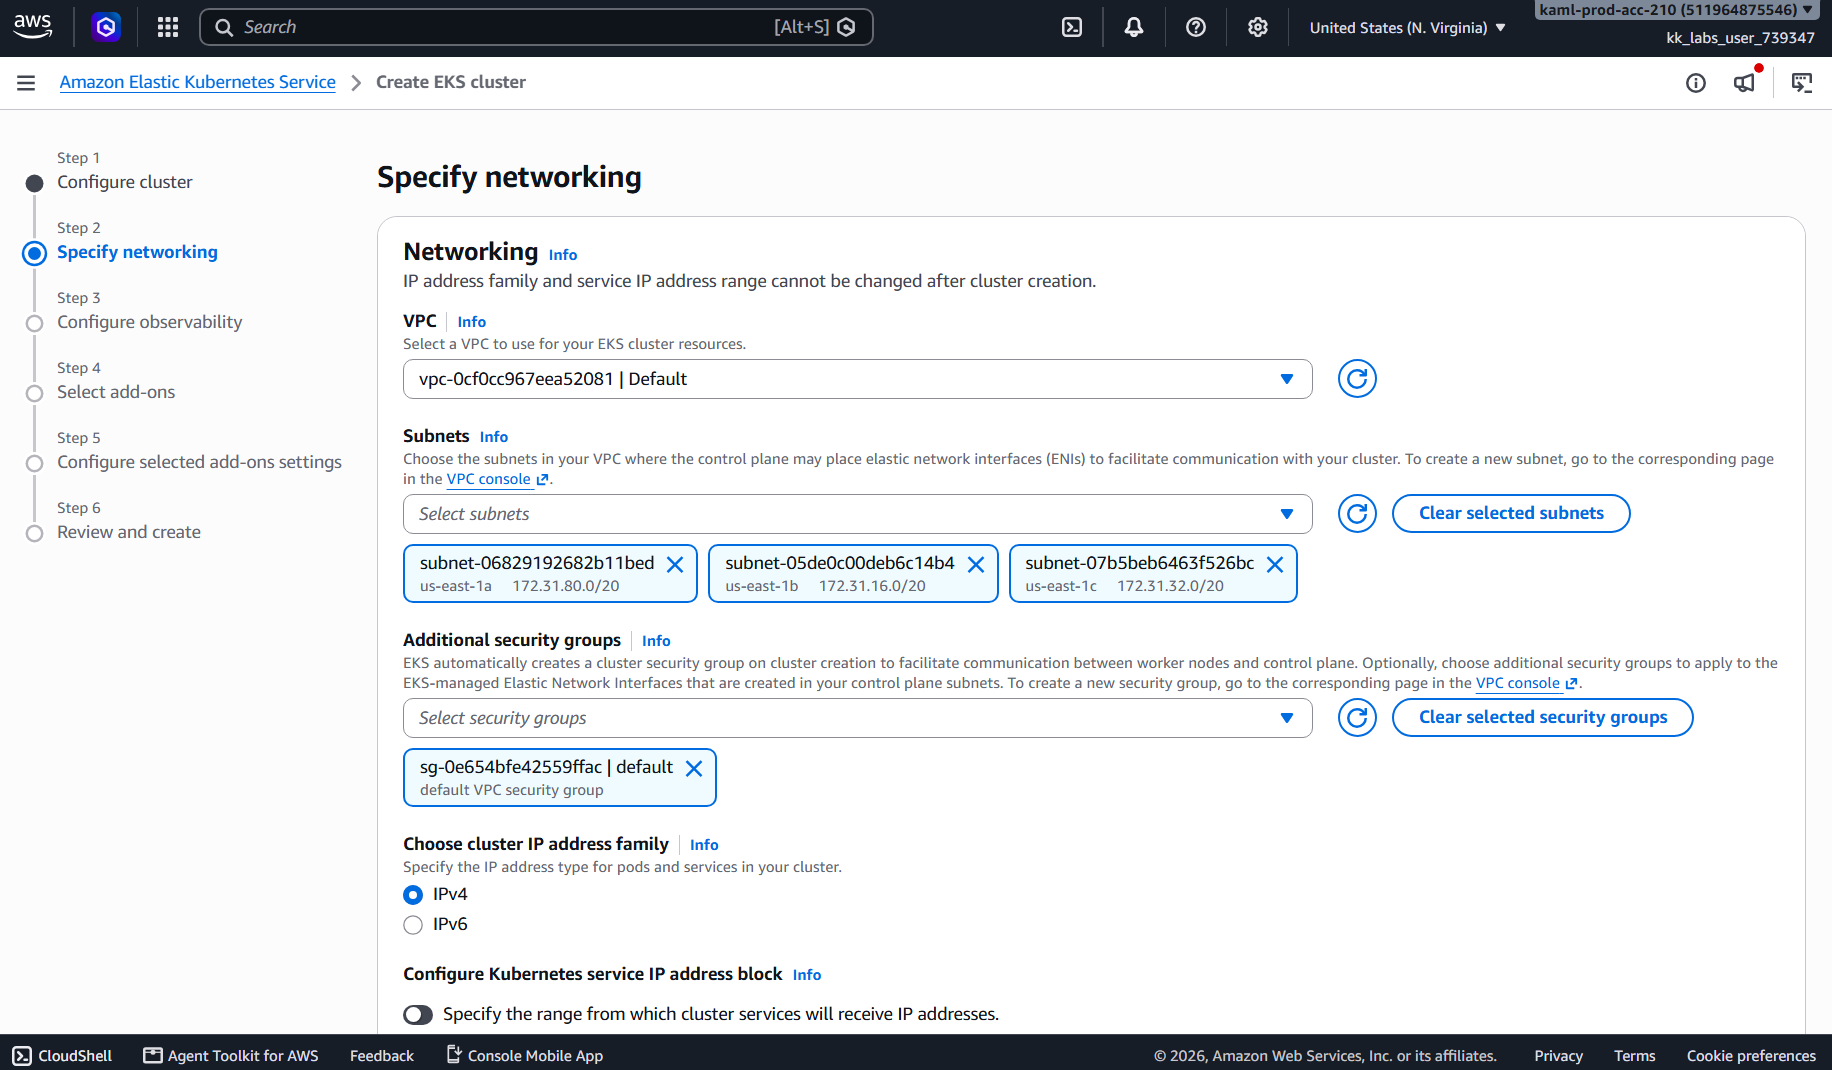 aws
Search
[Alt+S]
United States (N. Virginia)
kaml-prod-acc-210 (511964875546)
kk_labs_user_739347
Amazon Elastic Kubernetes Service
Create EKS cluster
Step 1
Configure cluster
Step 2
Specify networking
Step 3
Configure observability
Step 4
Select add-ons
Step 5
Configure selected add-ons settings
Step 6
Review and create
Specify networking
Networking Info
IP address family and service IP address range cannot be changed after cluster creation.
VPC Info
Select a VPC to use for your EKS cluster resources.
vpc-0cf0cc967eea52081 | Default
Subnets Info
Choose the subnets in your VPC where the control plane may place elastic network interfaces (ENIs) to facilitate communication with your cluster. To create a new subnet, go to the corresponding page
in the VPC console.
Select subnets
Clear selected subnets
subnet-06829192682b11bed
us-east-1a 172.31.80.0/20
subnet-05de0c00deb6c14b4
us-east-1b 172.31.16.0/20
subnet-07b5beb6463f526bc
us-east-1c 172.31.32.0/20
Additional security groups Info
EKS automatically creates a cluster security group on cluster creation to facilitate communication between worker nodes and control plane. Optionally, choose additional security groups to apply to the
EKS-managed Elastic Network Interfaces that are created in your control plane subnets. To create a new security group, go to the corresponding page in the VPC console.
Select security groups
Clear selected security groups
sg-0e654bfe42559ffac | default
default VPC security group
Choose cluster IP address family Info
Specify the IP address type for pods and services in your cluster.
IPv4
IPv6
Configure Kubernetes service IP address block Info
Specify the range from which cluster services will receive IP addresses.
CloudShell
Agent Toolkit for AWS
Feedback
Console Mobile App
© 2026, Amazon Web Services, Inc. or its affiliates.
Privacy
Terms
Cookie preferences